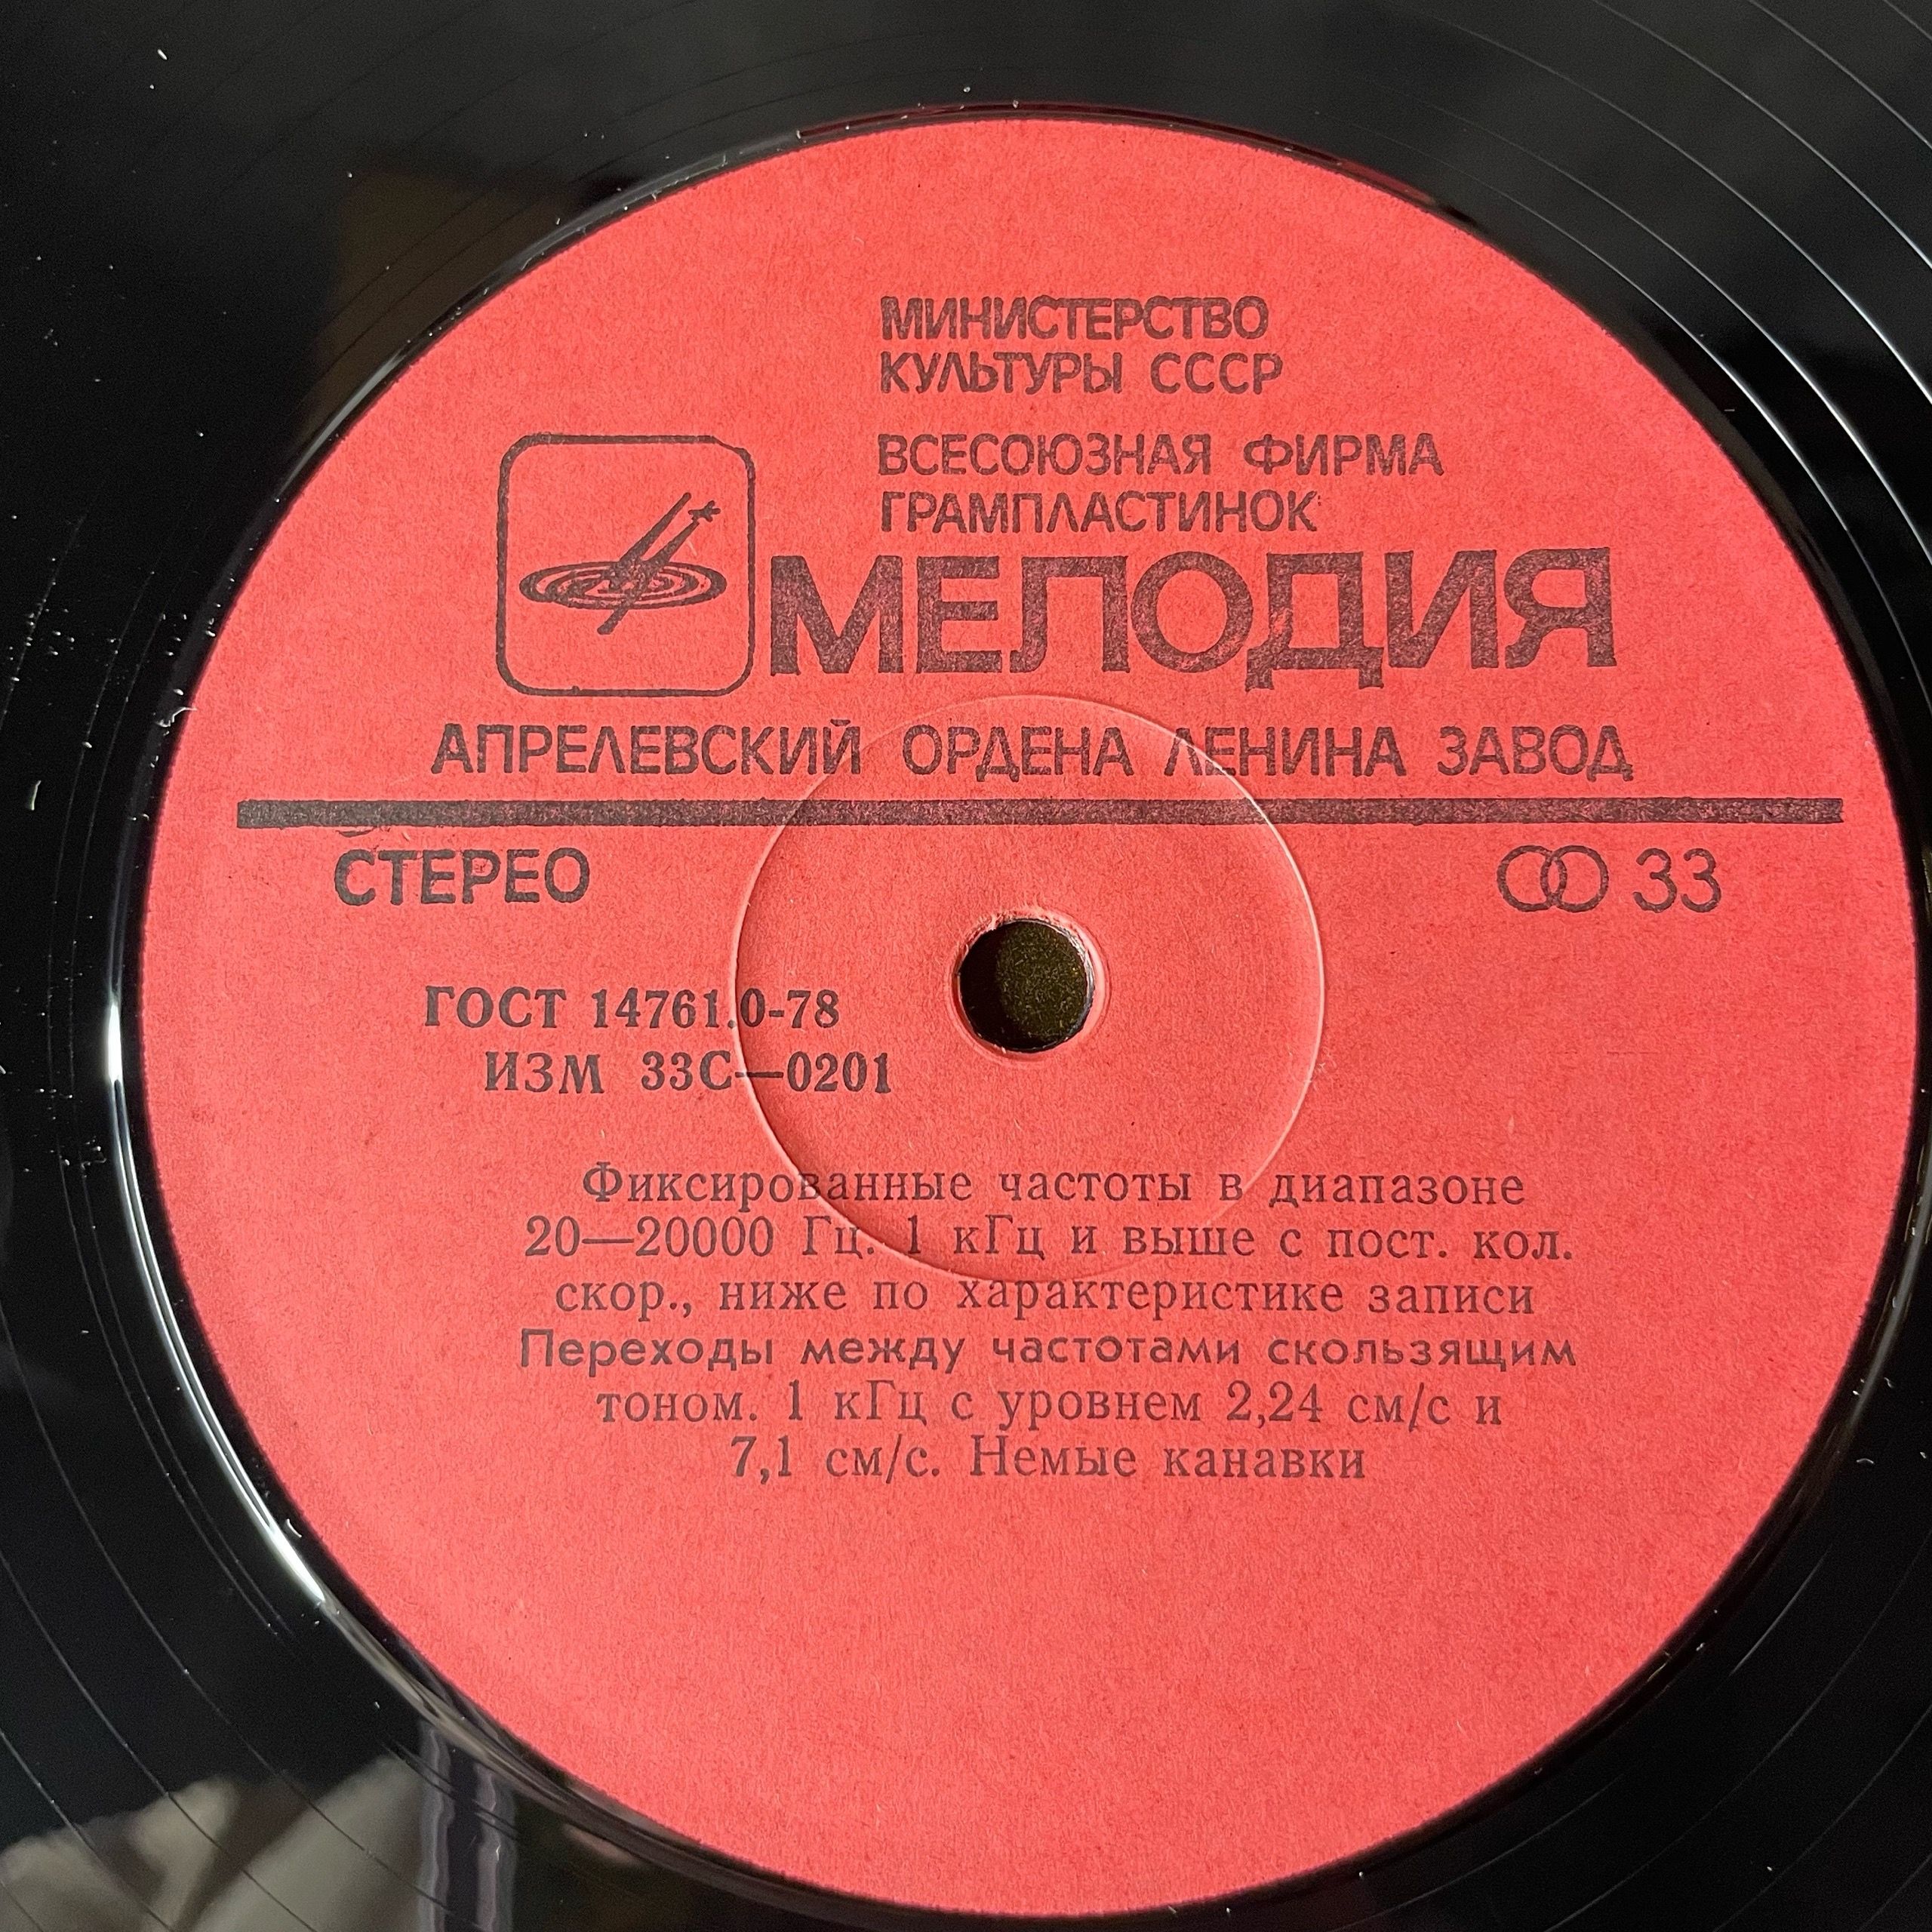 МИНИСТЕРСТВО
КУЛЬТУРЫ СССР
ВСЕСОЮЗНАЯ ФИРМА
ГРАМПЛАСТИНОК
МЕЛОДИЯ
АПРЕЛЕВСКИЙ ОРДЕНА ЛЕНИНА ЗАВОД
СТЕРЕО
33
ГОСТ 14761.0-78
ИЗМ 33С—0201
Фиксированные частоты в диапазоне
20—20000 Гц. 1 кГц и выше с пост. кол.
скор., ниже по характеристике записи
Переходы между частотами скользящим
тоном. 1 кГц с уровнем 2,24 см/с и
7,1 см/с. Немые канавки